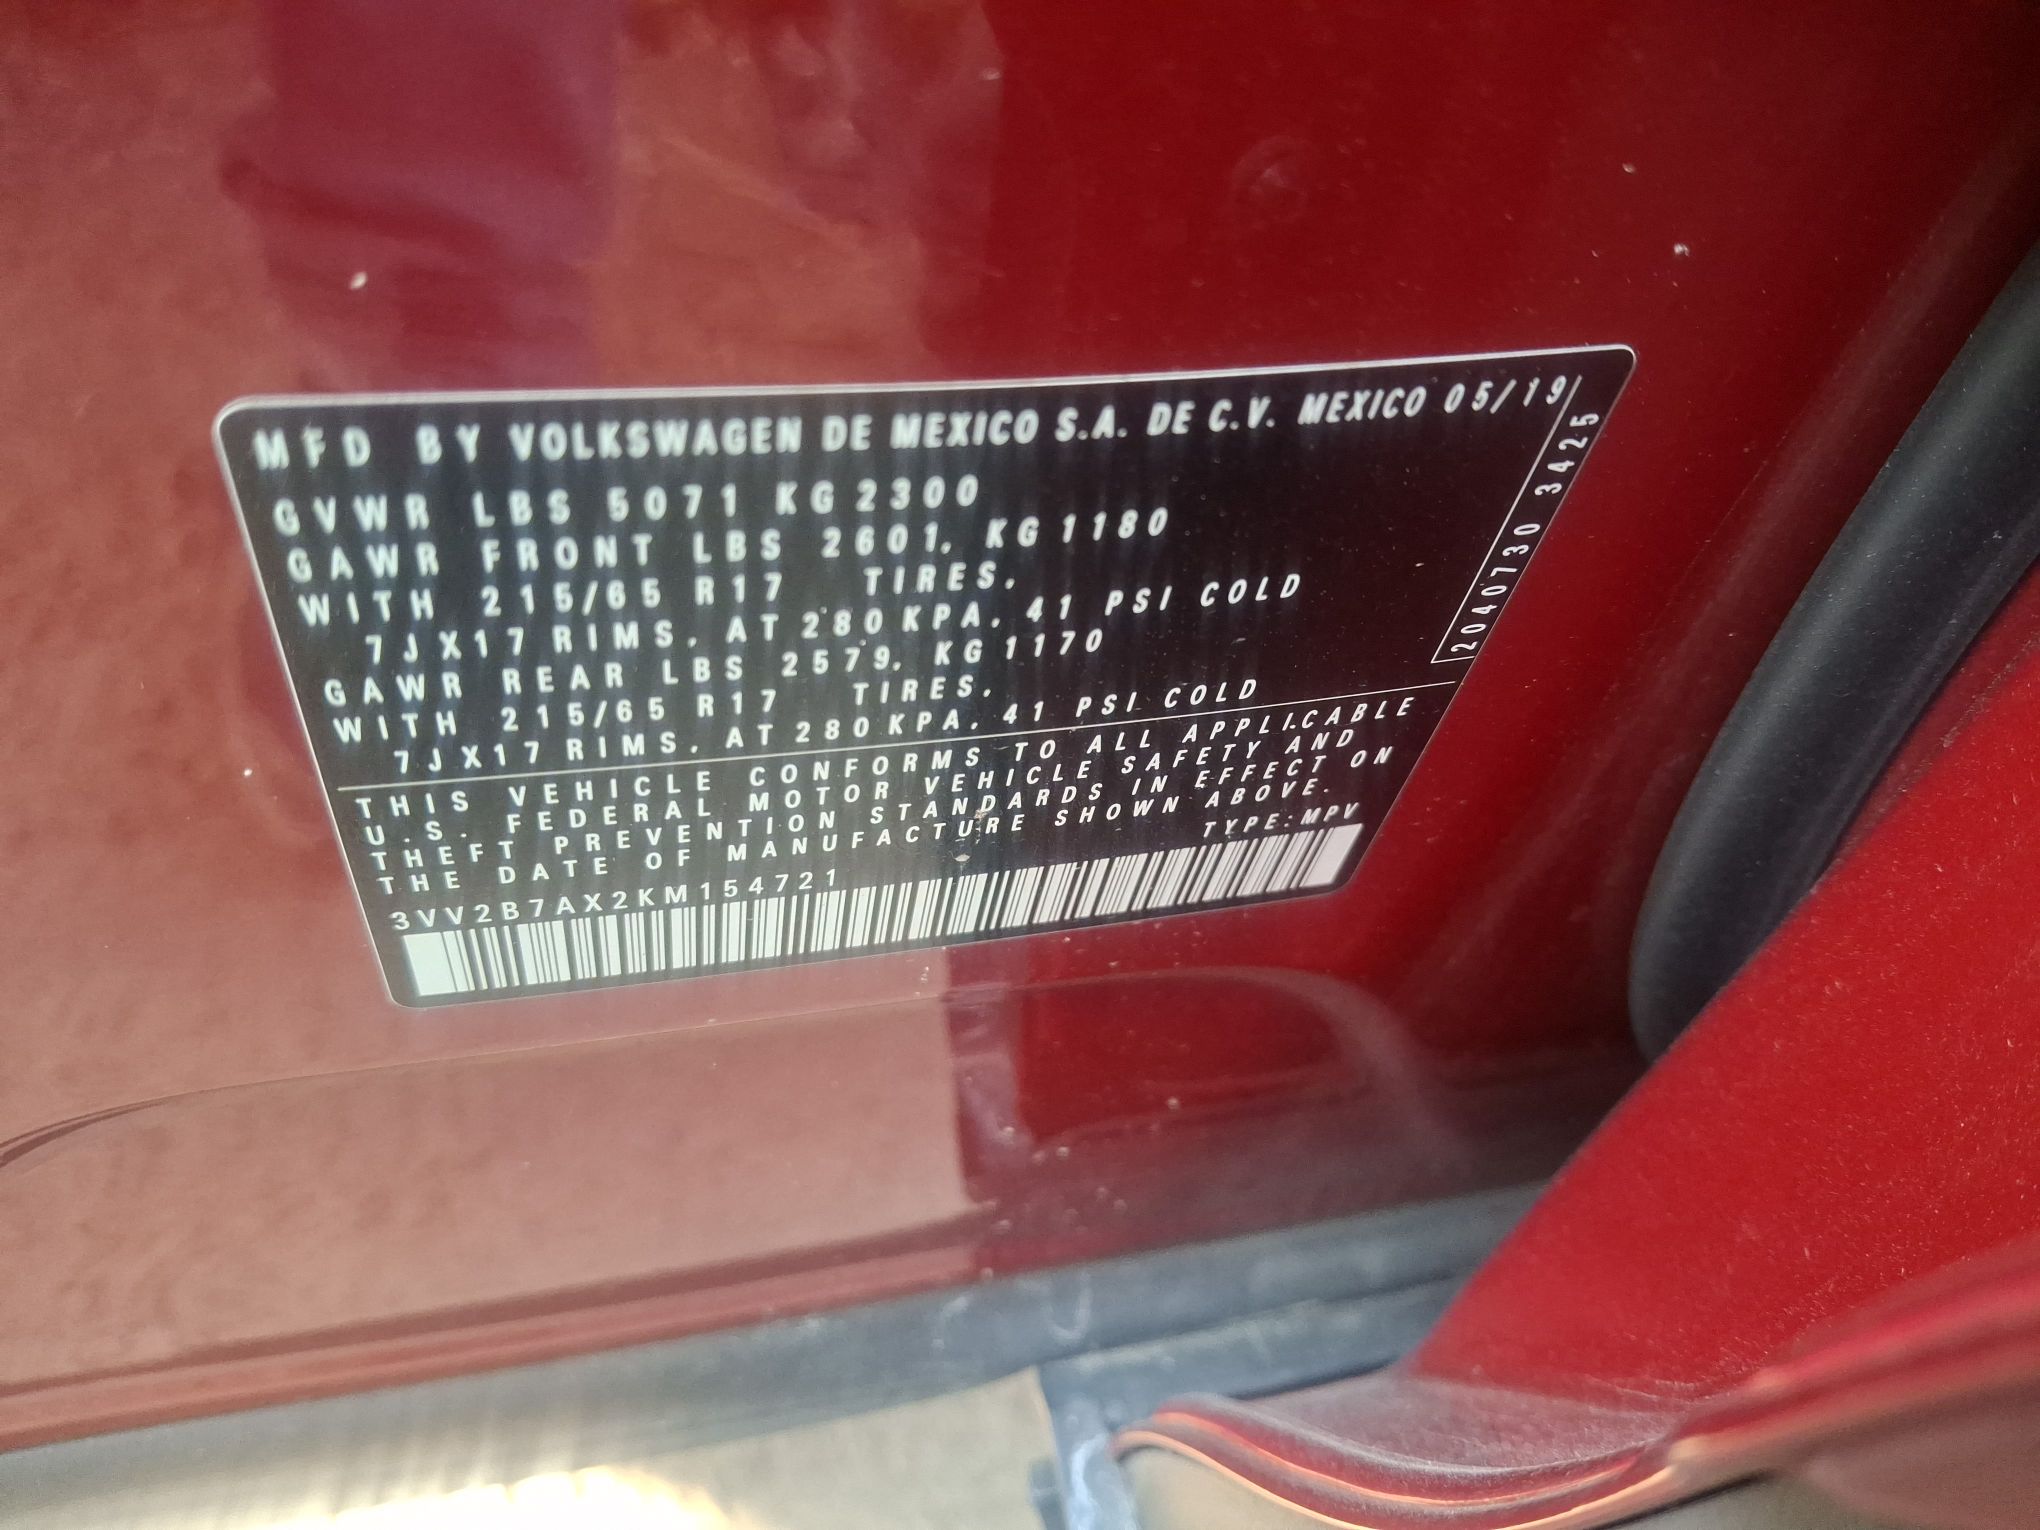 MFD BY VOLKSWAGEN DE MEXICO S.A. DE C.V. MEXICO 05/19
GVWR LBS 5071 KG 2300
GAWR FRONT LBS 2601, KG 1180
WITH 215/65 R17 TIRES,
7JX17 RIMS, AT 280 KPA, 41 PSI COLD
GAWR REAR LBS 2579, KG 1170
WITH 215/65 R17 TIRES,
7JX17 RIMS, AT 280 KPA, 41 PSI COLD
2040730 3425
THIS VEHICLE CONFORMS TO ALL APPLICABLE
U.S. FEDERAL MOTOR VEHICLE SAFETY AND
THEFT PREVENTION STANDARDS IN EFFECT ON
THE DATE OF MANUFACTURE SHOWN ABOVE.
TYPE:MPV
3VV2B7AX2KM154721